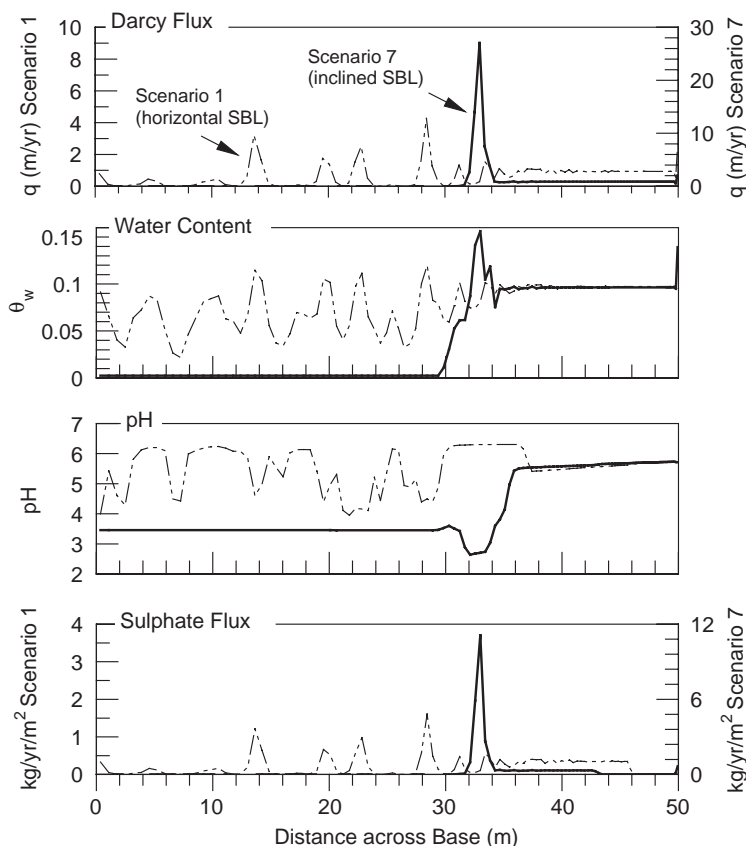 Darcy Flux
10
8
6
4
2
0
q (m/yr) Scenario 1
30
20
10
0
q (m/yr) Scenario 7
Scenario 1
(horizontal SBL)
Scenario 7
(inclined SBL)
Water Content
0.15
0.1
0.05
0
θw
pH
7
6
5
4
3
2
pH
Sulphate Flux
4
3
2
1
0
kg/yr/m² Scenario 1
12
6
0
kg/yr/m² Scenario 7
0 10 20 30 40 50
Distance across Base (m)